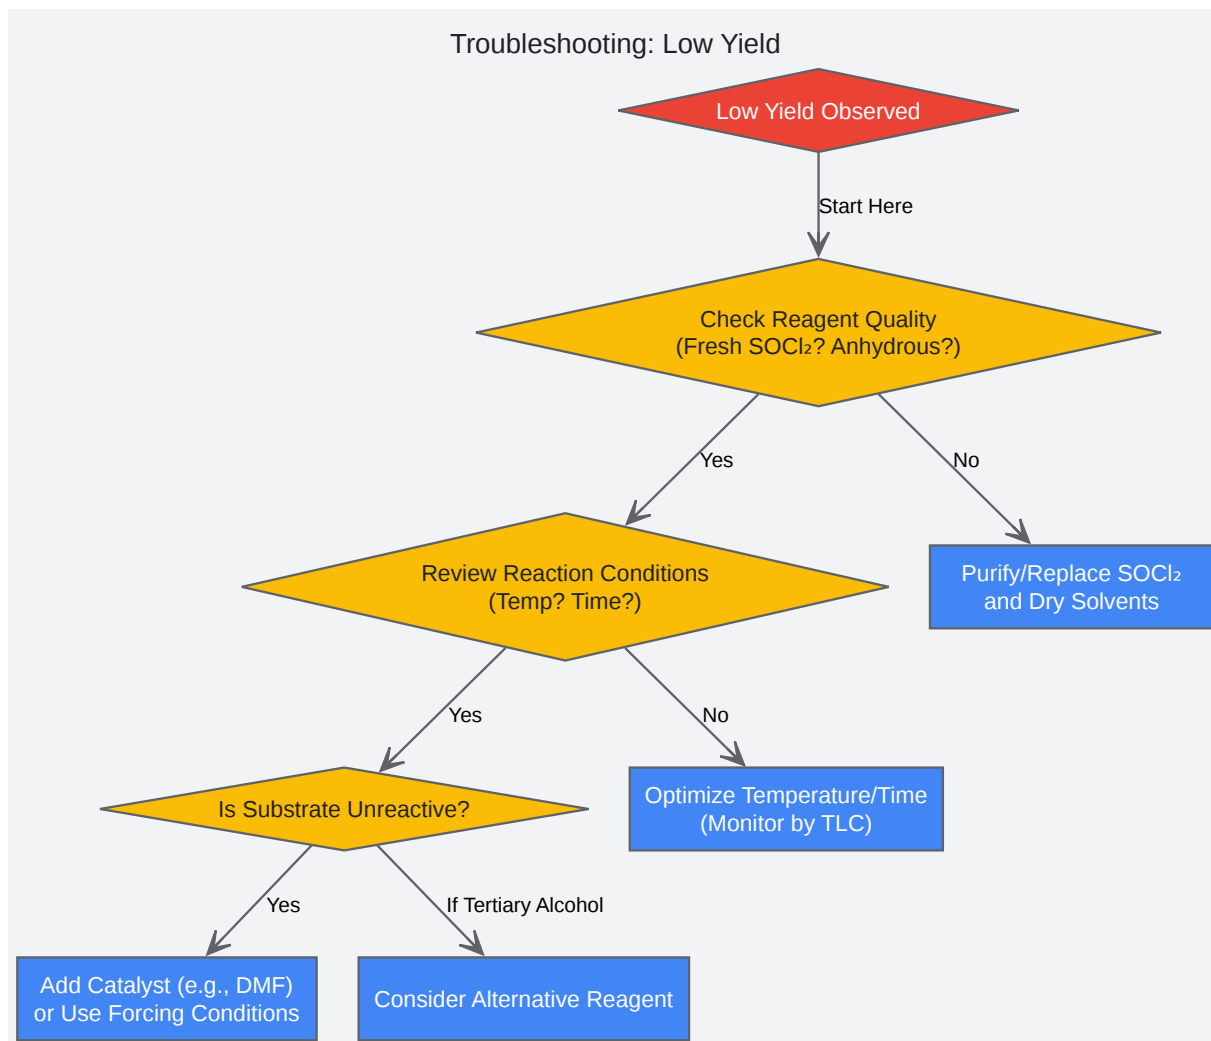 Troubleshooting: Low Yield
Low Yield Observed
Start Here
Check Reagent Quality
(Fresh SOCl₂? Anhydrous?)
Yes
No
Review Reaction Conditions
(Temp? Time?)
Purify/Replace SOCl₂
and Dry Solvents
Yes
No
Is Substrate Unreactive?
Optimize Temperature/Time
(Monitor by TLC)
Yes
If Tertiary Alcohol
Add Catalyst (e.g., DMF)
or Use Forcing Conditions
Consider Alternative Reagent